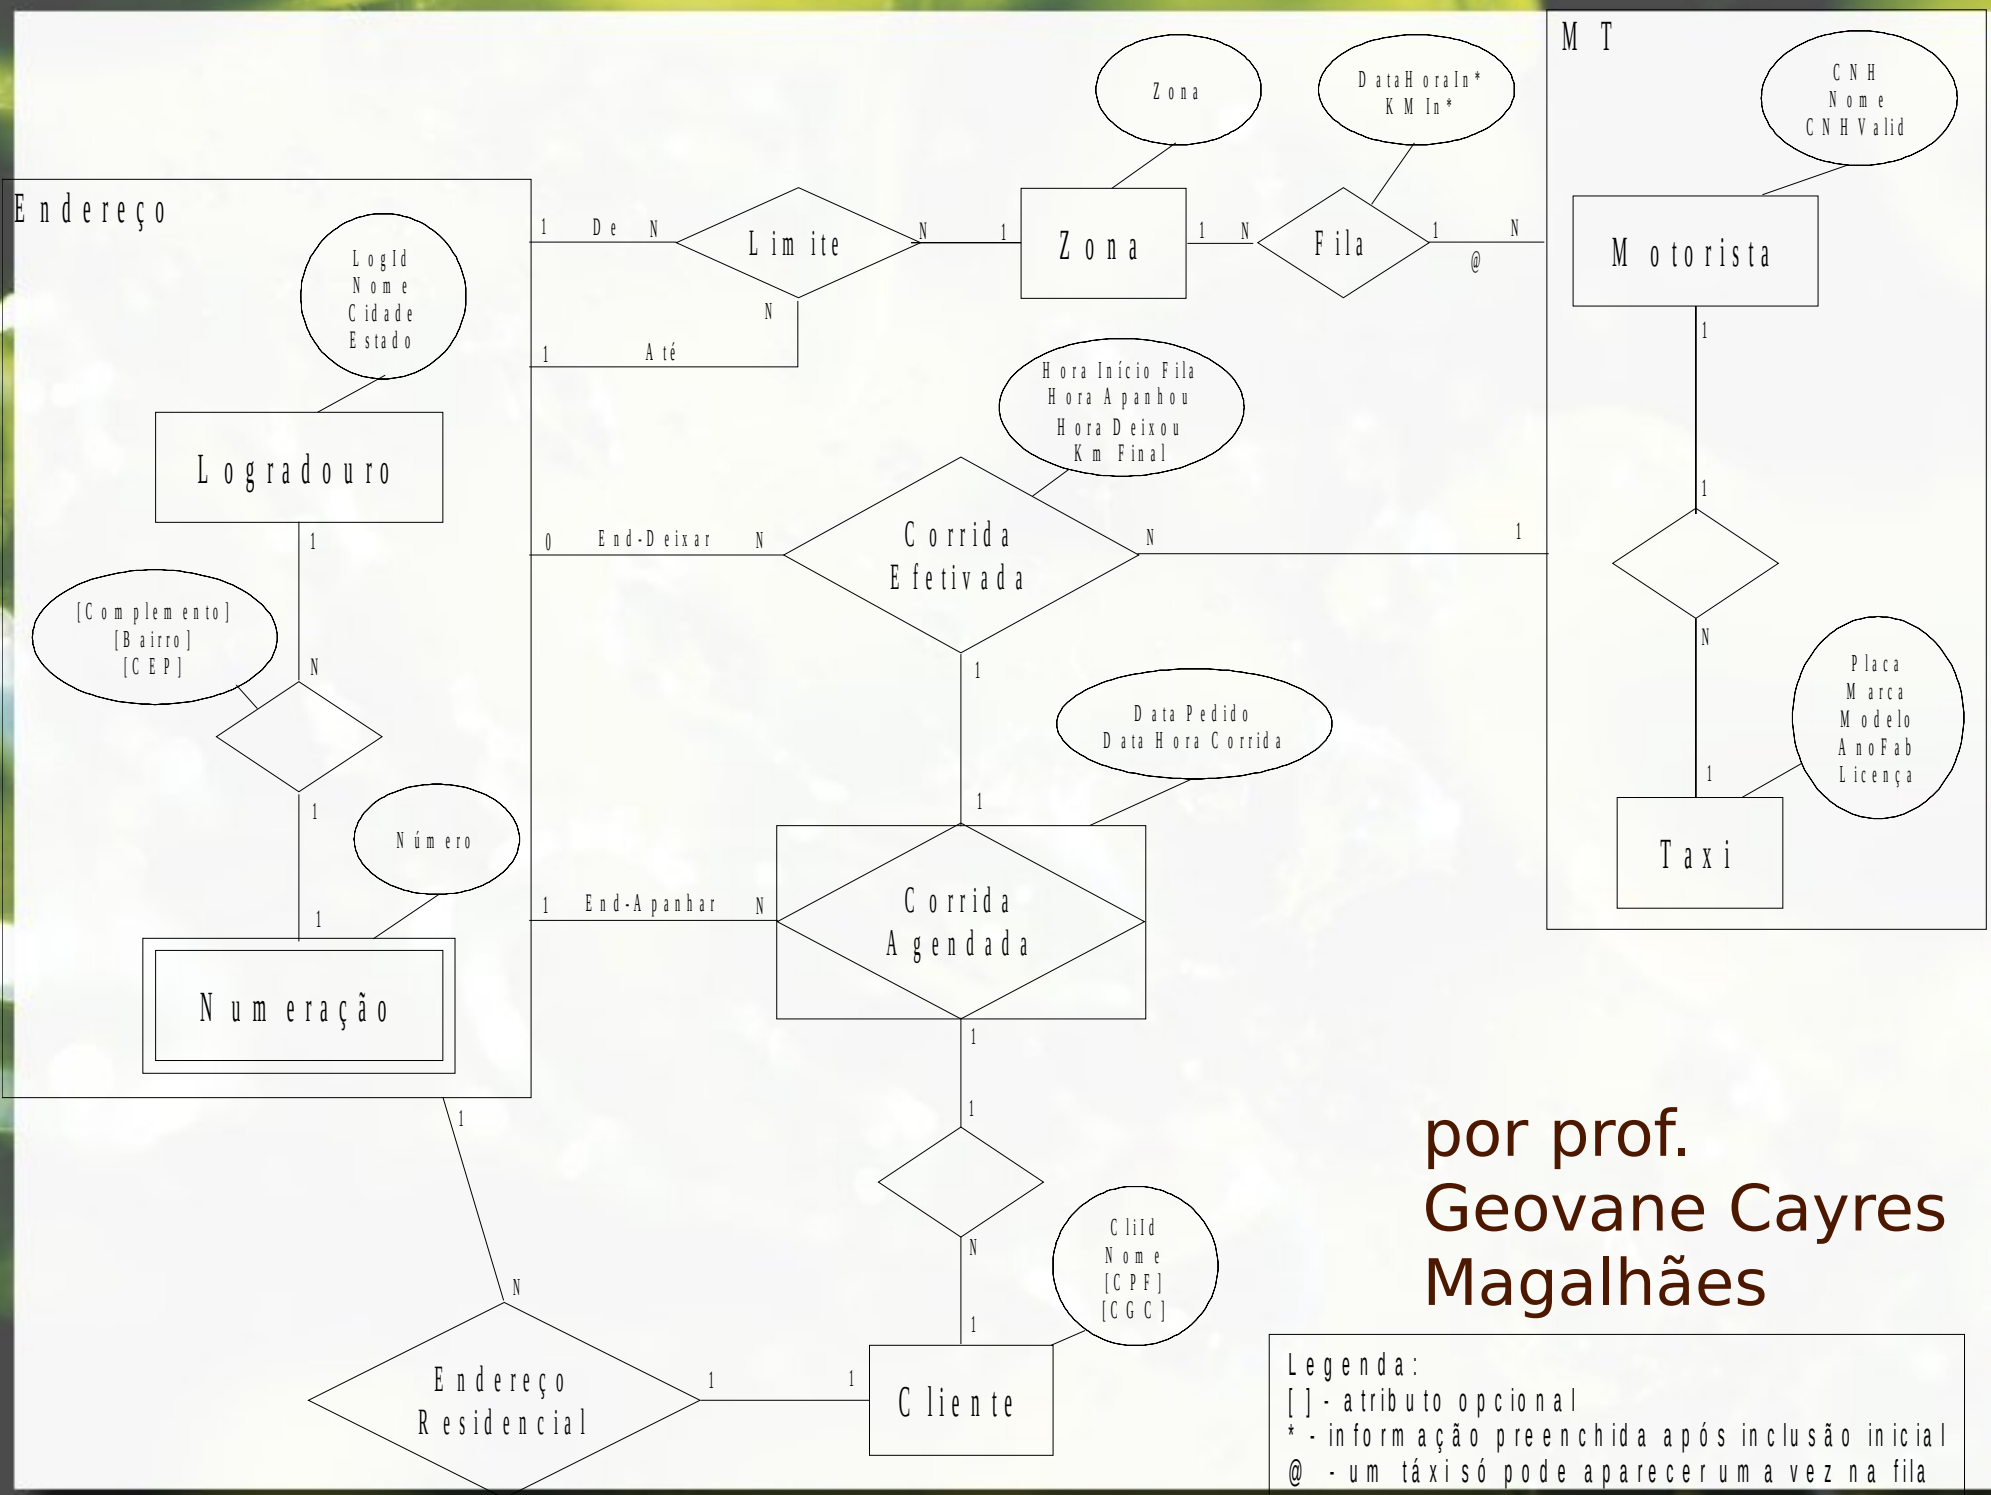 M T
Zona
DataHoraIn*
KMIn*
CNH
Nome
CNHValid
Endereço
LogId
Nome
Cidade
Estado
1 De N
Limite
N 1
Zona
1 N
Fila
1 N
@
Motorista
N
1 Até
1
Hora Início Fila
Hora Apanhou
Hora Deixou
Km Final
Logradouro
1
1
0 End-Deixar N
Corrida
Efetivada
N 1
[Complemento]
[Bairro]
[CEP]
N
N
1
Placa
Marca
Modelo
AnoFab
Licença
Data Pedido
Data Hora Corrida
1
1
1
Número
Taxi
1
1 End-Apanhar N
Corrida
Agendada
Numeração
1
1
1
por prof.
Geovane Cayres
Magalhães
N
CliId
Nome
[CPF]
[CGC]
N
1
Endereço
Residencial
1 1
Cliente
Legenda:
[ ] - atributo opcional
* - informação preenchida após inclusão inicial
@ - um táxi só pode aparecer uma vez na fila